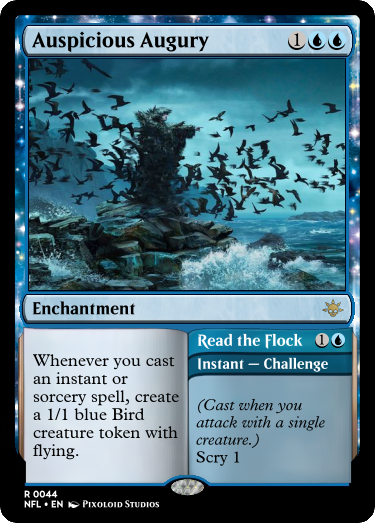 Auspicious Augury 1
Enchantment
Whenever you cast
an instant or
sorcery spell, create
a 1/1 blue Bird
creature token with
flying.
Read the Flock 1
Instant — Challenge
(Cast when you
attack with a single
creature.)
Scry 1
R 0044
NFL • EN Pixoloid Studios